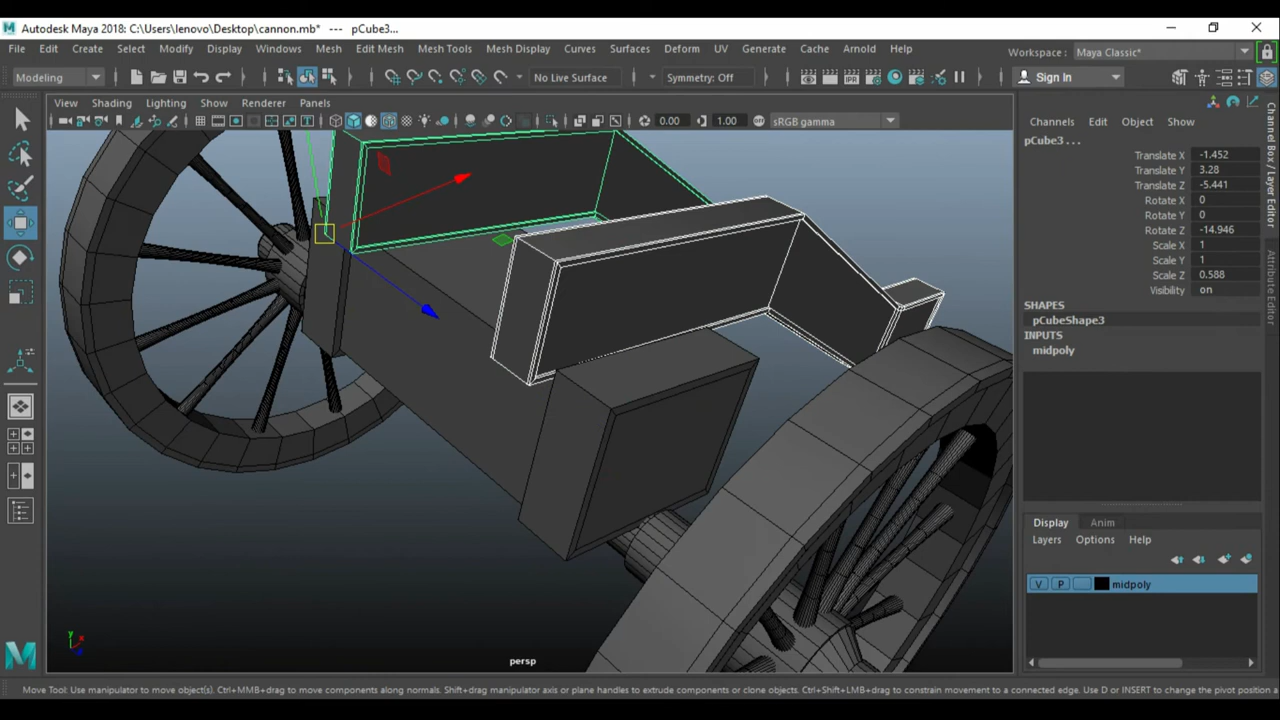 Autodesk Maya 2018: C:\Users\lenovo\Desktop\cannon.mb* --- pCube3...
File Edit Create Select Modify Display Windows Mesh Edit Mesh Mesh Tools Mesh Display Curves Surfaces Deform UV Generate Cache Arnold Help
Workspace : Maya Classic*
Modeling
No Live Surface
Symmetry: Off
Sign In
View Shading Lighting Show Renderer Panels
0.00
1.00
sRGB gamma
Channels Edit Object Show
pCube3 . . .
Translate X -1.452
Translate Y 3.28
Translate Z -5.441
Rotate X 0
Rotate Y 0
Rotate Z -14.946
Scale X 1
Scale Y 1
Scale Z 0.588
Visibility on
SHAPES
pCubeShape3
INPUTS
midpoly
Channel Box / Layer Editor
Attribute Editor
Display Anim
Layers Options Help
V P midpoly
y
x
persp
Move Tool: Use manipulator to move object(s). Ctrl+MMB+drag to move components along normals. Shift+drag manipulator axis or plane handles to extrude components or clone objects. Ctrl+Shift+LMB+drag to constrain movement to a connected edge. Use D or INSERT to change the pivot position a